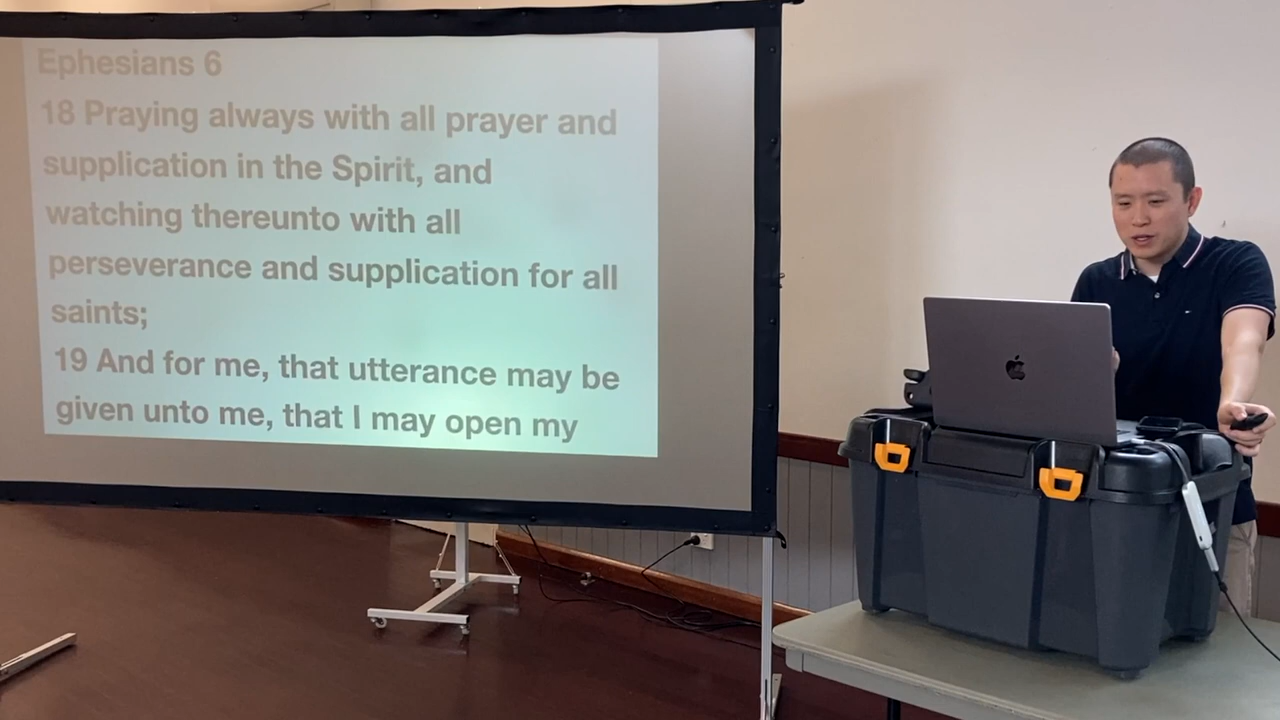 Ephesians 6
18 Praying always with all prayer and
supplication in the Spirit, and
watching thereunto with all
perseverance and supplication for all
saints;
19 And for me, that utterance may be
given unto me, that I may open my